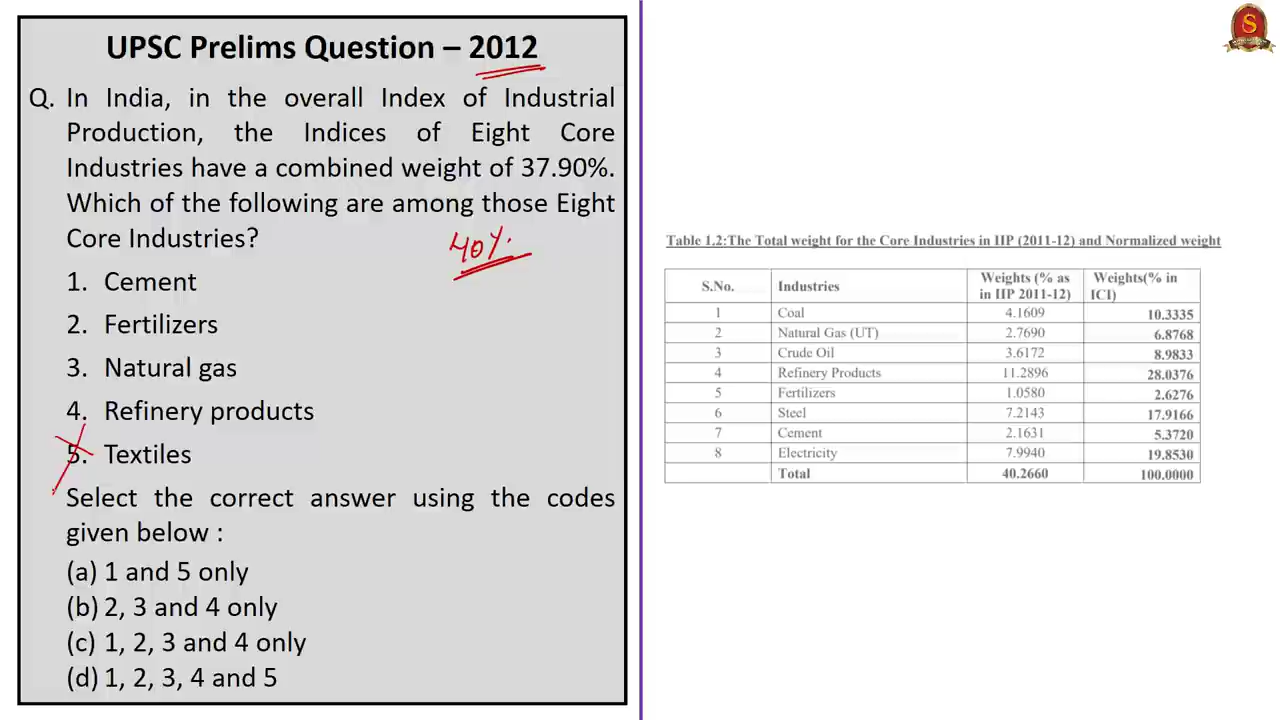 UPSC Prelims Question – 2012
Q. In India, in the overall Index of Industrial
Production, the Indices of Eight Core
Industries have a combined weight of 37.90%.
Which of the following are among those Eight
Core Industries?
40%.
1. Cement
2. Fertilizers
3. Natural gas
4. Refinery products
5. Textiles
Select the correct answer using the codes
given below :
(a) 1 and 5 only
(b) 2, 3 and 4 only
(c) 1, 2, 3 and 4 only
(d) 1, 2, 3, 4 and 5
S
Table 1.2:The Total weight for the Core Industries in IIP (2011-12) and Normalized weight
S.No. Industries Weights (% as in IIP 2011-12) Weights(% in ICI)
1 Coal 4.1609 10.3335
2 Natural Gas (UT) 2.7690 6.8768
3 Crude Oil 3.6172 8.9833
4 Refinery Products 11.2896 28.0376
5 Fertilizers 1.0580 2.6276
6 Steel 7.2143 17.9166
7 Cement 2.1631 5.3720
8 Electricity 7.9940 19.8530
Total 40.2660 100.0000